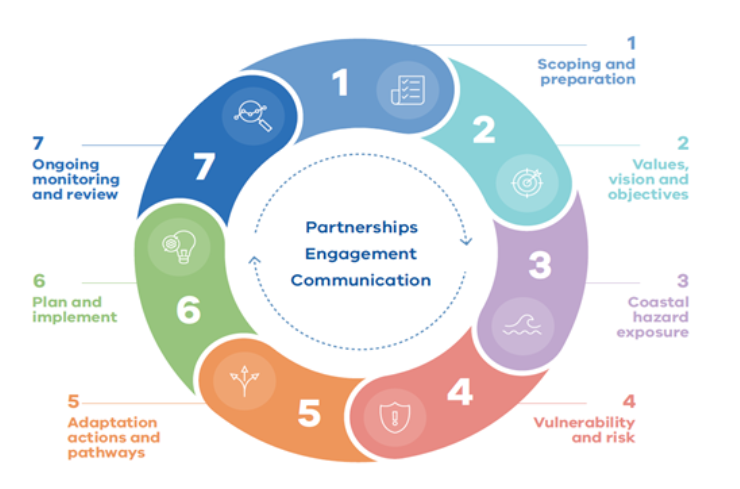 1
Scoping and
preparation
2
Values,
vision and
objectives
3
Coastal
hazard
exposure
4
Vulnerability
and risk
5
Adaptation
actions and
pathways
6
Plan and
implement
7
Ongoing
monitoring
and review
1
2
3
4
5
6
7
Partnerships
Engagement
Communication